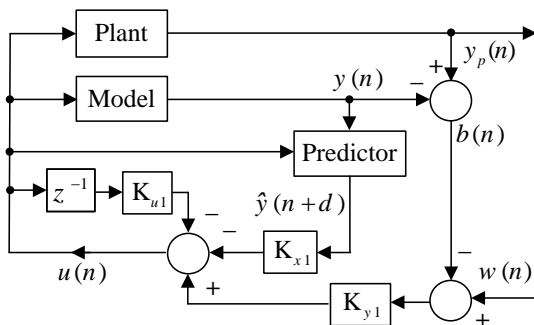 Plant
y_p(n)
+
y(n)
−
Model
b(n)
Predictor
z^{-1}
K_{u1}
ŷ(n+d)
−
−
−
w(n)
K_{x1}
u(n)
+
K_{y1}
+